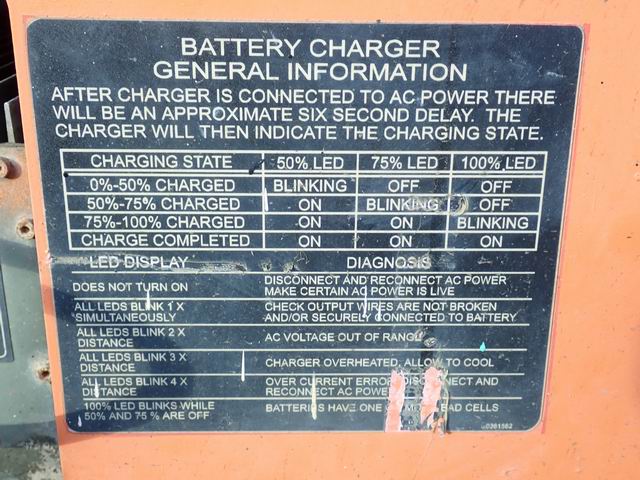 BATTERY CHARGER
GENERAL INFORMATION
AFTER CHARGER IS CONNECTED TO AC POWER THERE
WILL BE AN APPROXIMATE SIX SECOND DELAY. THE
CHARGER WILL THEN INDICATE THE CHARGING STATE.
CHARGING STATE 50% LED 75% LED 100% LED
0%-50% CHARGED BLINKING OFF OFF
50%-75% CHARGED ON BLINKING OFF
75%-100% CHARGED ON ON BLINKING
CHARGE COMPLETED ON ON ON
LED DISPLAY DIAGNOSIS
DOES NOT TURN ON DISCONNECT AND RECONNECT AC POWER
MAKE CERTAIN AC POWER IS LIVE
ALL LEDS BLINK 1 X CHECK OUTPUT WIRES ARE NOT BROKEN
SIMULTANEOUSLY AND/OR SECURELY CONNECTED TO BATTERY
ALL LEDS BLINK 2 X
DISTANCE AC VOLTAGE OUT OF RANGE
ALL LEDS BLINK 3 X
DISTANCE CHARGER OVERHEATED, ALLOW TO COOL
ALL LEDS BLINK 4 X OVER CURRENT ERROR, DISCONNECT AND
DISTANCE RECONNECT AC POWER
100% LED BLINKS WHILE BATTERIES HAVE ONE CELLS
50% AND 75 % ARE OFF